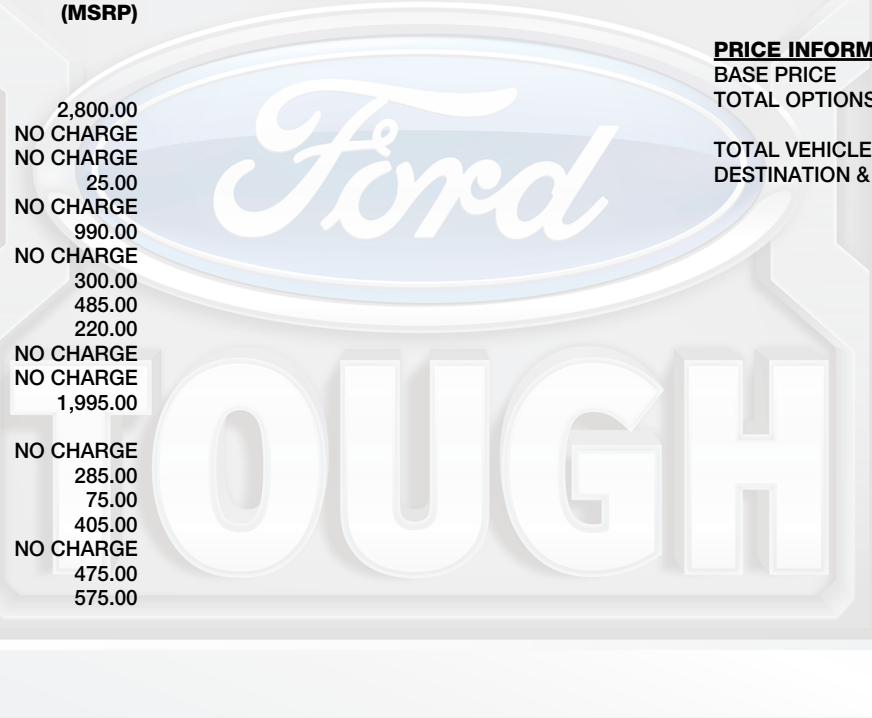 (MSRP)
2,800.00
NO CHARGE
NO CHARGE
25.00
NO CHARGE
990.00
NO CHARGE
300.00
485.00
220.00
NO CHARGE
NO CHARGE
1,995.00
NO CHARGE
285.00
75.00
405.00
NO CHARGE
475.00
575.00
PRICE INFORM
BASE PRICE
TOTAL OPTIONS
TOTAL VEHICLE
DESTINATION &
Ford
TOUGH